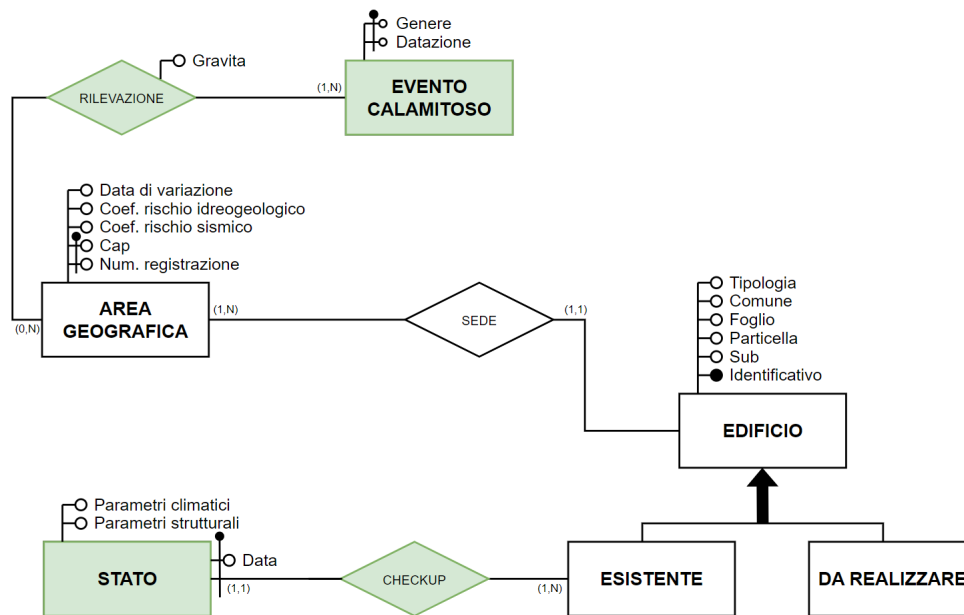 Genere
Datazione
Gravita
RILEVAZIONE
(1,N)
EVENTO
CALAMITOSO
Data di variazione
Coef. rischio idreogeologico
Coef. rischio sismico
Cap
Num. registrazione
(0,N)
AREA
GEOGRAFICA
(1,N)
SEDE
(1,1)
Tipologia
Comune
Foglio
Particella
Sub
Identificativo
EDIFICIO
Parametri climatici
Parametri strutturali
Data
STATO
(1,1)
CHECKUP
(1,N)
ESISTENTE
DA REALIZZARE